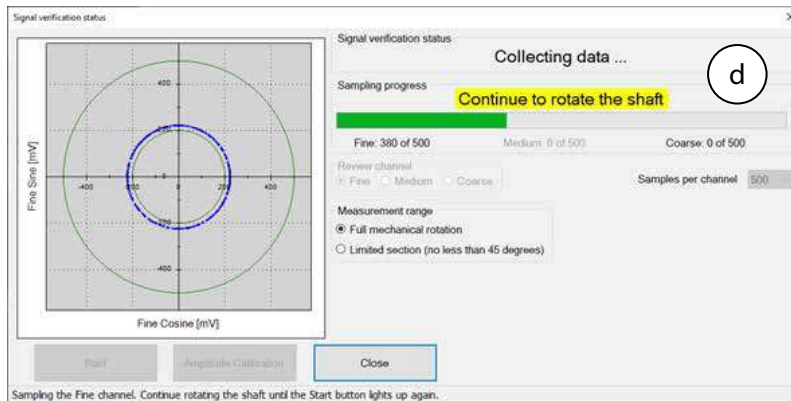 Signal verification status
Signal verification status
Collecting data ...
d
Sampling progress
Continue to rotate the shaft
Fine: 380 of 500 Medium: 0 of 500 Coarse: 0 of 500
Review channel
Fine Medium Coarse
Samples per channel 500
Measurement range
Full mechanical rotation
Limited section (no less than 45 degrees)
Fine Sine [mV]
400
200
-400 -200 0 200 400
-200
-400
Fine Cosine [mV]
Start Amplitude Calibration Close
Sampling the Fine channel. Continue rotating the shaft until the Start button lights up again.